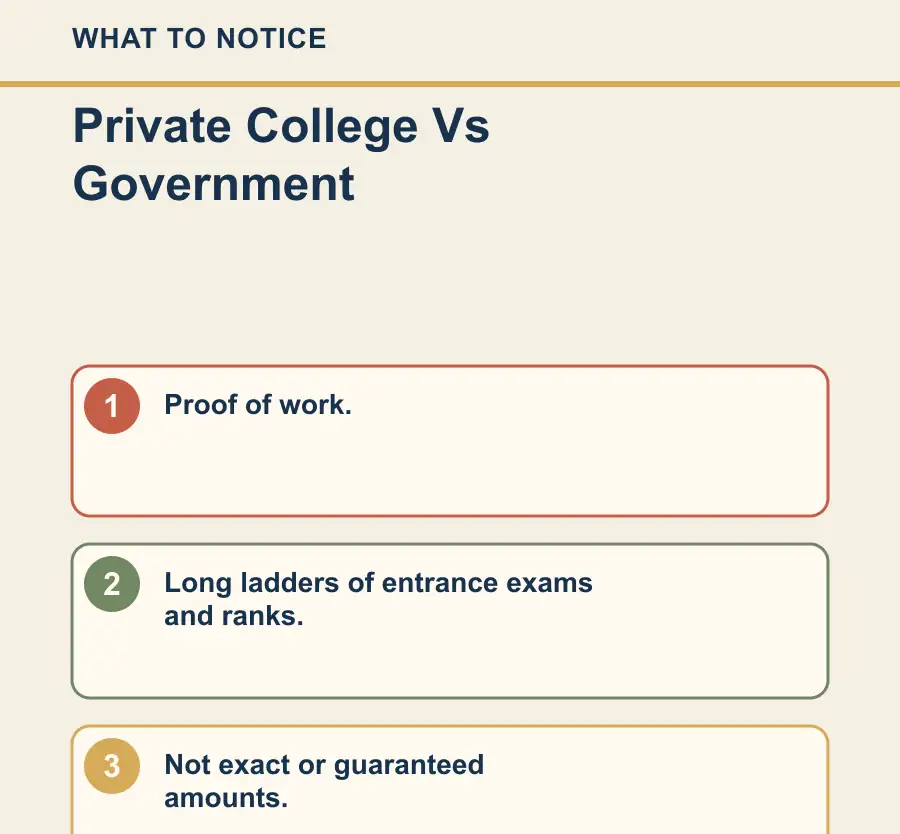 WHAT TO NOTICE
Private College Vs
Government
1
Proof of work.
2
Long ladders of entrance exams
and ranks.
3
Not exact or guaranteed
amounts.